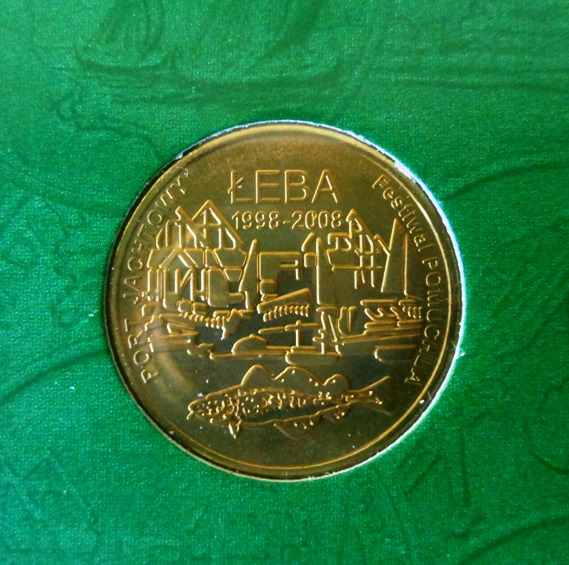 ŁEBA
1998-2008
PORT JACHTOWY
Festiwal POMUCHLA